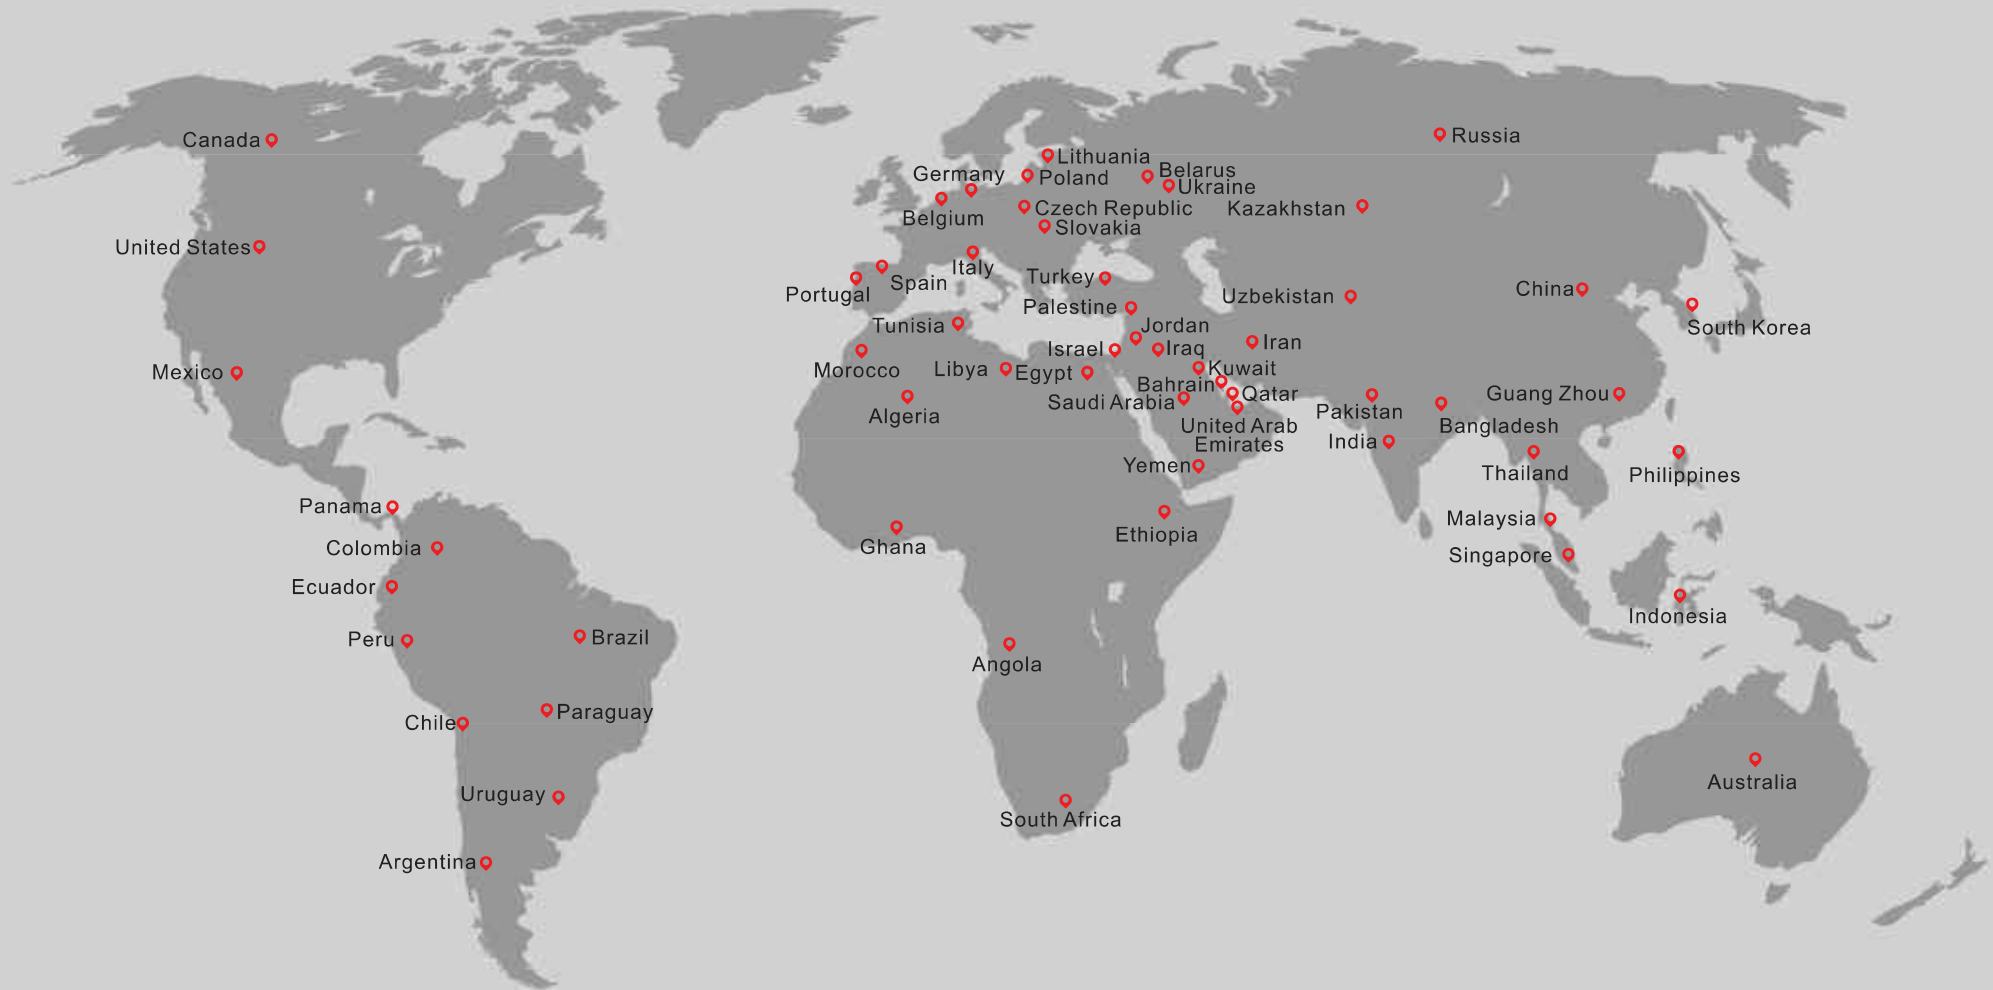 Canada
Russia
Lithuania
Germany
Poland
Belarus
Ukraine
Belgium
Czech Republic
Kazakhstan
Slovakia
United States
Italy
Spain
Turkey
Portugal
Palestine
Uzbekistan
China
Tunisia
Jordan
South Korea
Israel
Iraq
Iran
Mexico
Morocco
Libya
Egypt
Kuwait
Bahrain
Qatar
Saudi Arabia
Guang Zhou
Algeria
Pakistan
United Arab
Emirates
Bangladesh
India
Yemen
Thailand
Philippines
Panama
Malaysia
Ethiopia
Colombia
Ghana
Singapore
Ecuador
Indonesia
Peru
Brazil
Angola
Chile
Paraguay
Australia
Uruguay
South Africa
Argentina